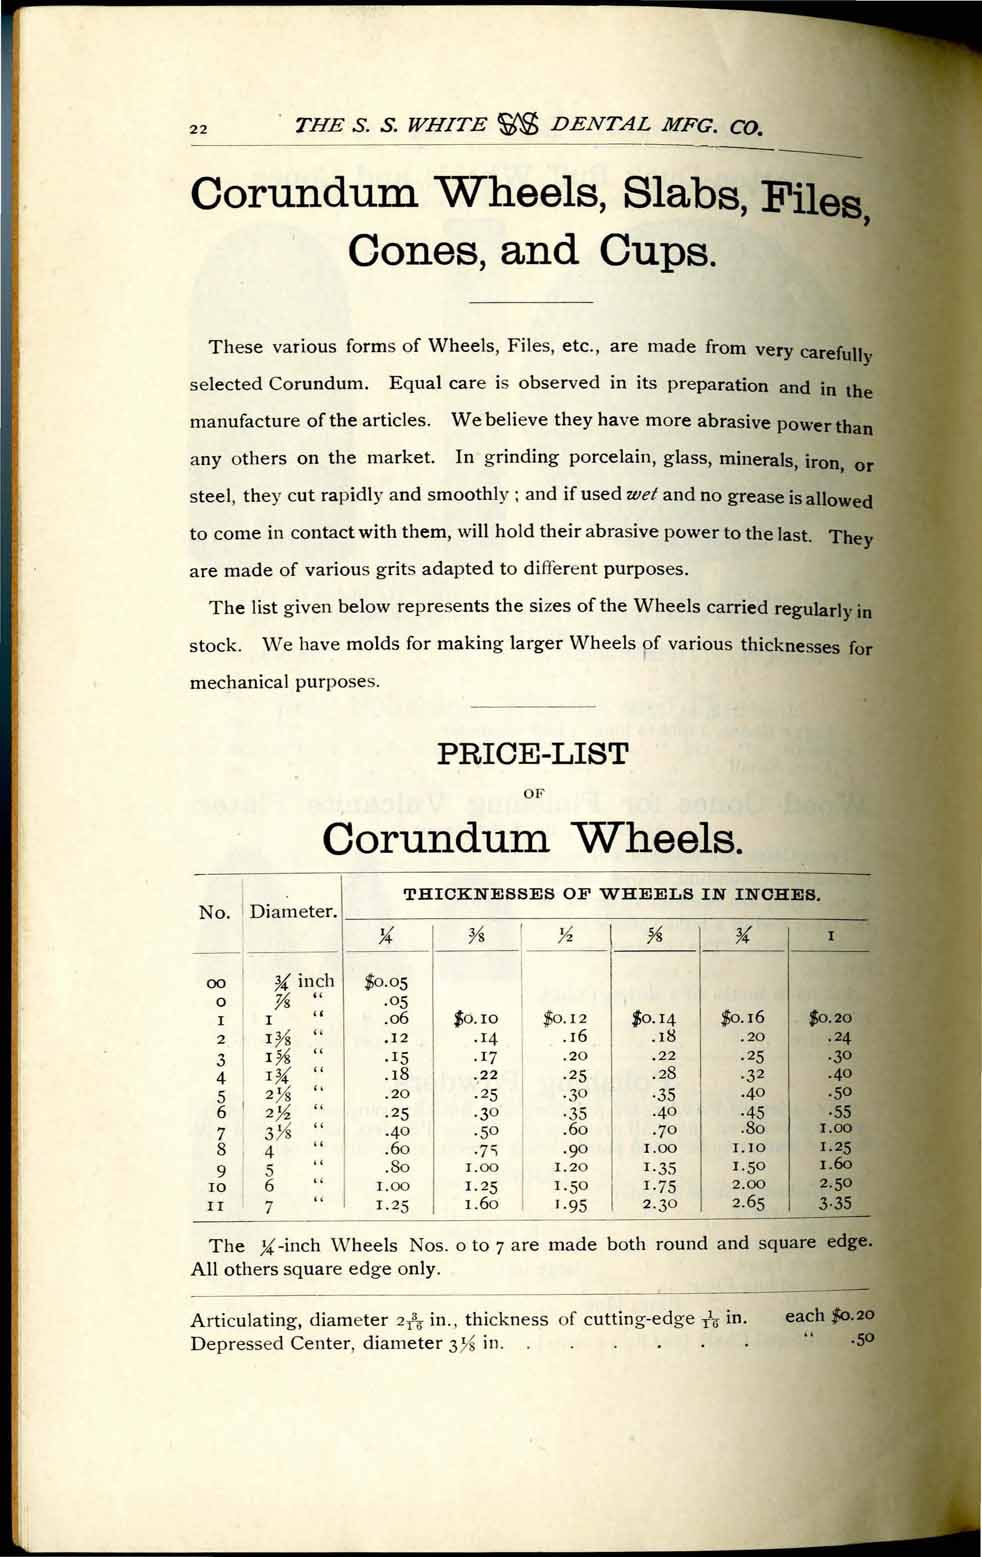 22 THE S. S. WHITE DENTAL MFG. CO.
Corundum Wheels, Slabs, Files,
Cones, and Cups.
These various forms of Wheels, Files, etc., are made from very carefully
selected Corundum. Equal care is observed in its preparation and in the
manufacture of the articles. We believe they have more abrasive power than
any others on the market. In grinding porcelain, glass, minerals, iron, or
steel, they cut rapidly and smoothly ; and if used wet and no grease is allowed
to come in contact with them, will hold their abrasive power to the last. They
are made of various grits adapted to different purposes.
The list given below represents the sizes of the Wheels carried regularly in
stock. We have molds for making larger Wheels of various thicknesses for
mechanical purposes.
PRICE-LIST
OF
Corundum Wheels.
No. Diameter. THICKNESSES OF WHEELS IN INCHES.
¼ ⅜ ½ ⅝ ¾ 1
00 ¾ inch $0.05
0 ⅞ " .05
1 1 " .06 $0.10 $0.12 $0.14 $0.16 $0.20
2 1⅜ " .12 .14 .16 .18 .20 .24
3 1⅝ " .15 .17 .20 .22 .25 .30
4 1¾ " .18 .22 .25 .28 .32 .40
5 2⅛ " .20 .25 .30 .35 .40 .50
6 2½ " .25 .30 .35 .40 .45 .55
7 3⅛ " .40 .50 .60 .70 .80 1.00
8 4 " .60 .75 .90 1.00 1.10 1.25
9 5 " .80 1.00 1.20 1.35 1.50 1.60
10 6 " 1.00 1.25 1.50 1.75 2.00 2.50
11 7 " 1.25 1.60 1.95 2.30 2.65 3.35
The ¼-inch Wheels Nos. 0 to 7 are made both round and square edge.
All others square edge only.
Articulating, diameter 2 3/16 in., thickness of cutting-edge 1/16 in. each $0.20
Depressed Center, diameter 3⅛ in. . . . . . . " .50